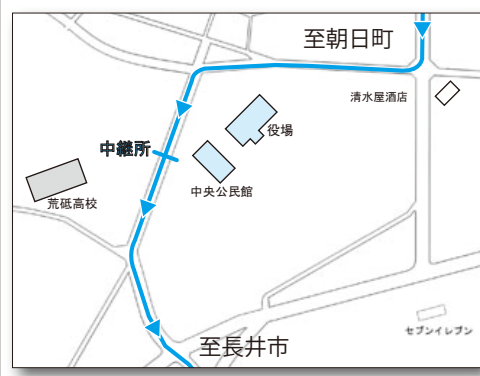 至朝日町
清水屋酒店
役場
中継所
中央公民館
荒砥高校
セブンイレブン
至長井市